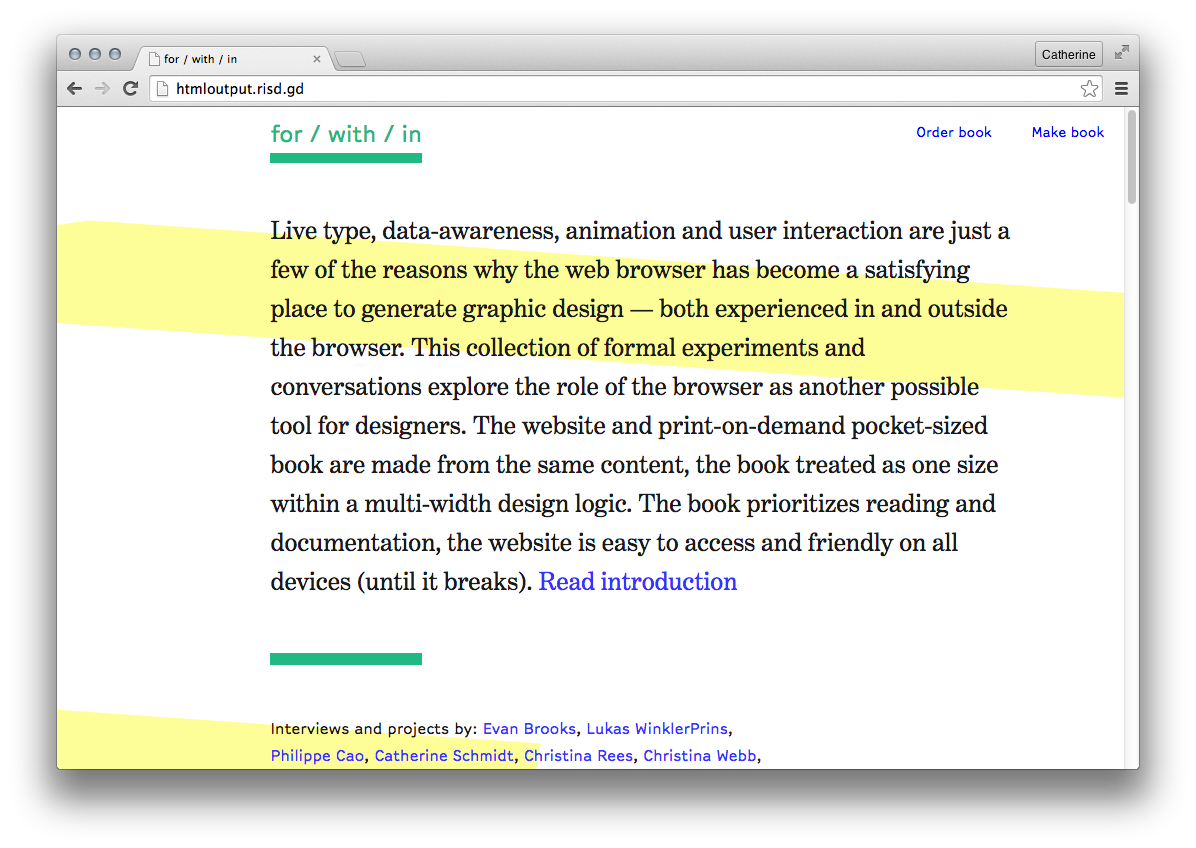 for / with / in
Catherine
htmloutput.risd.gd
for / with / in
Order book
Make book
Live type, data-awareness, animation and user interaction are just a
few of the reasons why the web browser has become a satisfying
place to generate graphic design — both experienced in and outside
the browser. This collection of formal experiments and
conversations explore the role of the browser as another possible
tool for designers. The website and print-on-demand pocket-sized
book are made from the same content, the book treated as one size
within a multi-width design logic. The book prioritizes reading and
documentation, the website is easy to access and friendly on all
devices (until it breaks). Read introduction
Interviews and projects by: Evan Brooks, Lukas WinklerPrins,
Philippe Cao, Catherine Schmidt, Christina Rees, Christina Webb,